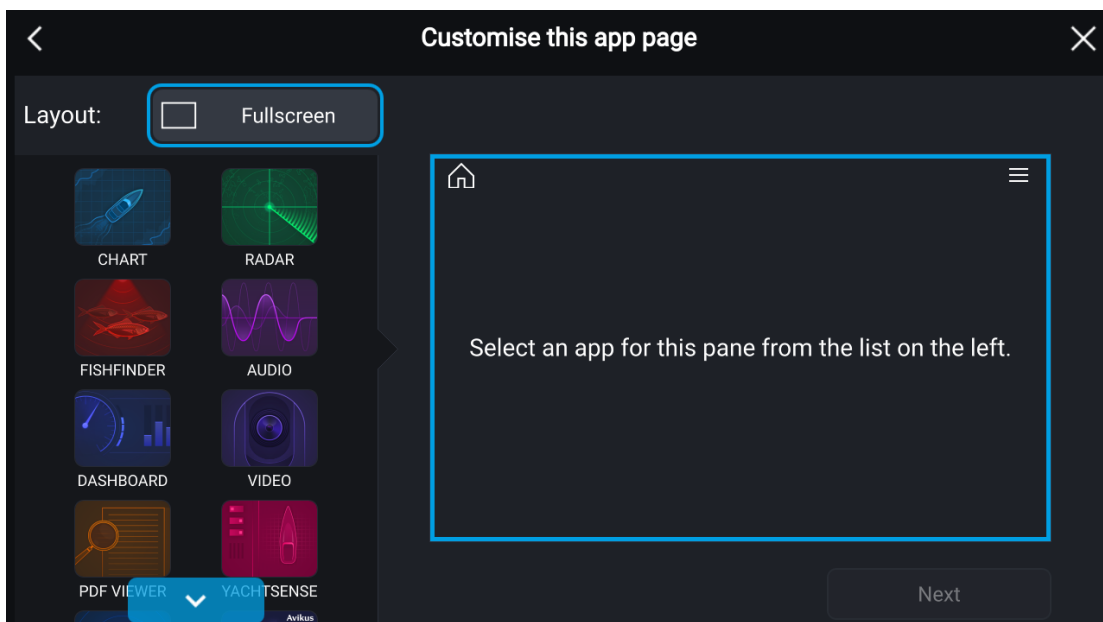 Customise this app page
Layout:
Fullscreen
CHART
RADAR
FISHFINDER
AUDIO
DASHBOARD
VIDEO
PDF VIEWER
YACHTSENSE
Avikus
Select an app for this pane from the list on the left.
Next